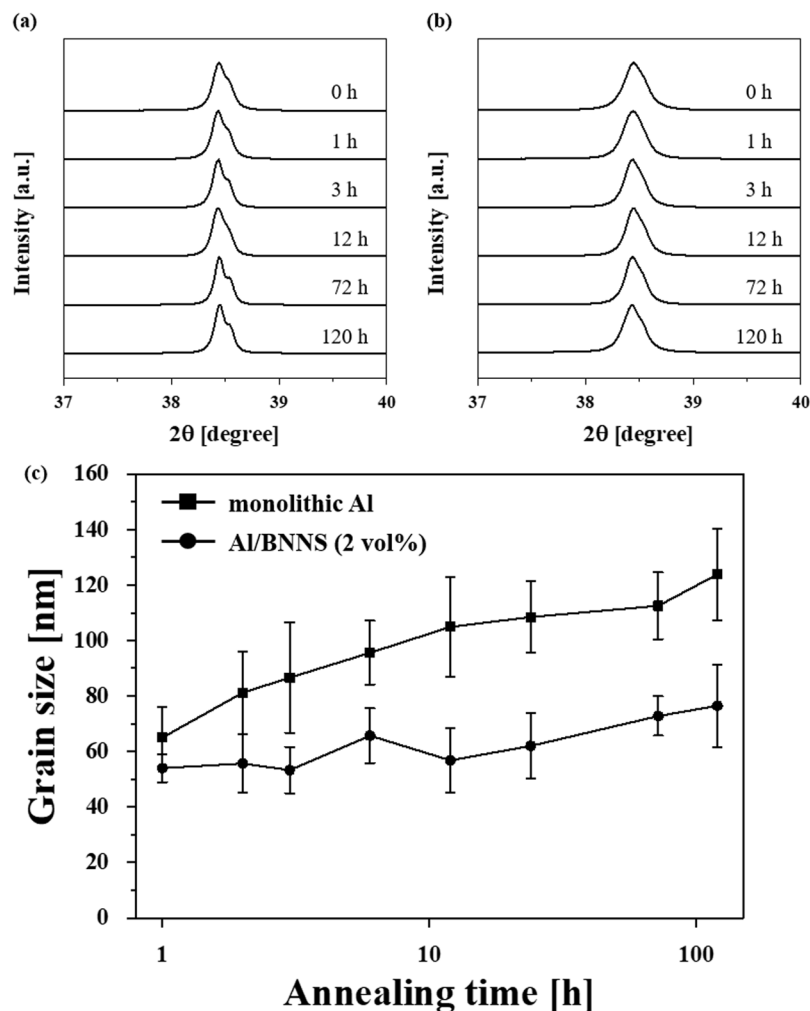 (a)
0 h
1 h
3 h
12 h
72 h
120 h
Intensity [a.u.]
37 38 39 40
2θ [degree]
(b)
0 h
1 h
3 h
12 h
72 h
120 h
Intensity [a.u.]
37 38 39 40
2θ [degree]
(c)
monolithic Al
Al/BNNS (2 vol%)
160
140
120
100
80
60
40
20
0
Grain size [nm]
1 10 100
Annealing time [h]